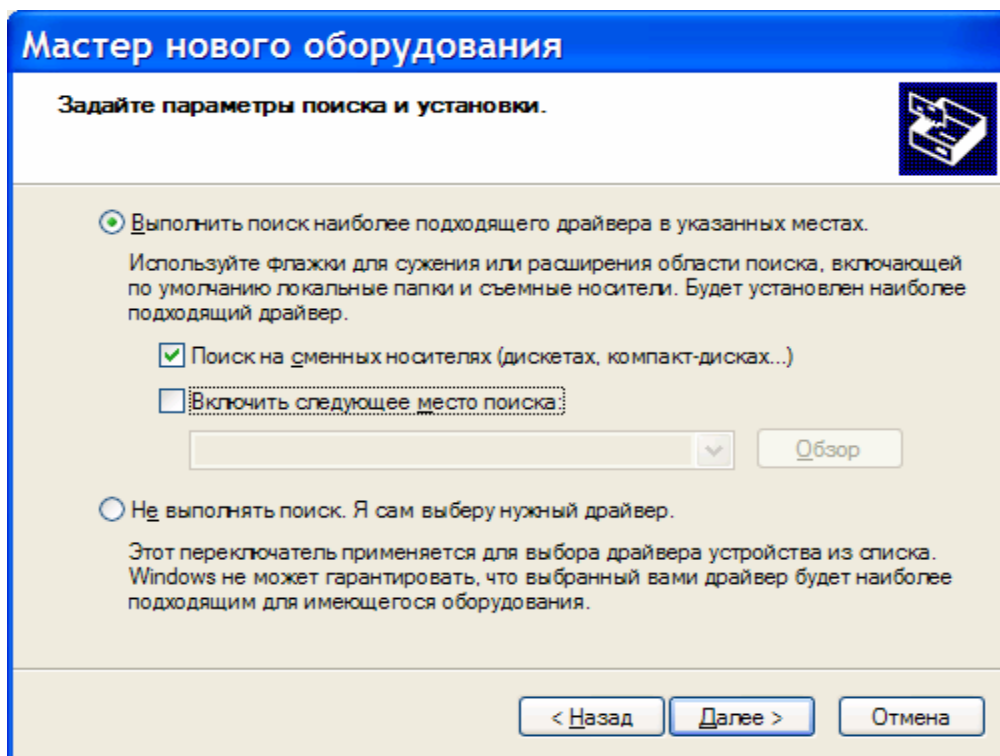 Мастер нового оборудования
Задайте параметры поиска и установки.
Выполнить поиск наиболее подходящего драйвера в указанных местах.
Используйте флажки для сужения или расширения области поиска, включающей
по умолчанию локальные папки и съемные носители. Будет установлен наиболее
подходящий драйвер.
Поиск на сменных носителях (дискетах, компакт-дисках...)
Включить следующее место поиска:
Обзор
Не выполнять поиск. Я сам выберу нужный драйвер.
Этот переключатель применяется для выбора драйвера устройства из списка.
Windows не может гарантировать, что выбранный вами драйвер будет наиболее
подходящим для имеющегося оборудования.
< Назад Далее > Отмена